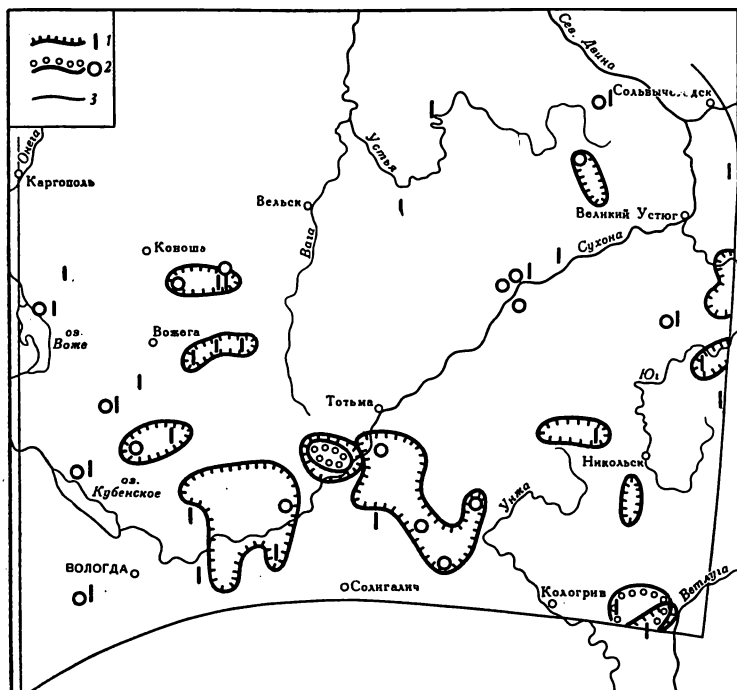 1
2
3
Сев. Двина
Сольвычегодск
Онега
Каргополь
Устья
Вельск
Вага
Великий Устюг
Сухона
Коноша
оз.
Воже
Вожега
Юг
Тотьма
Никольск
оз.
Кубенское
Унжа
ВОЛОГДА
Солигалич
Кологрив
Ветлуга